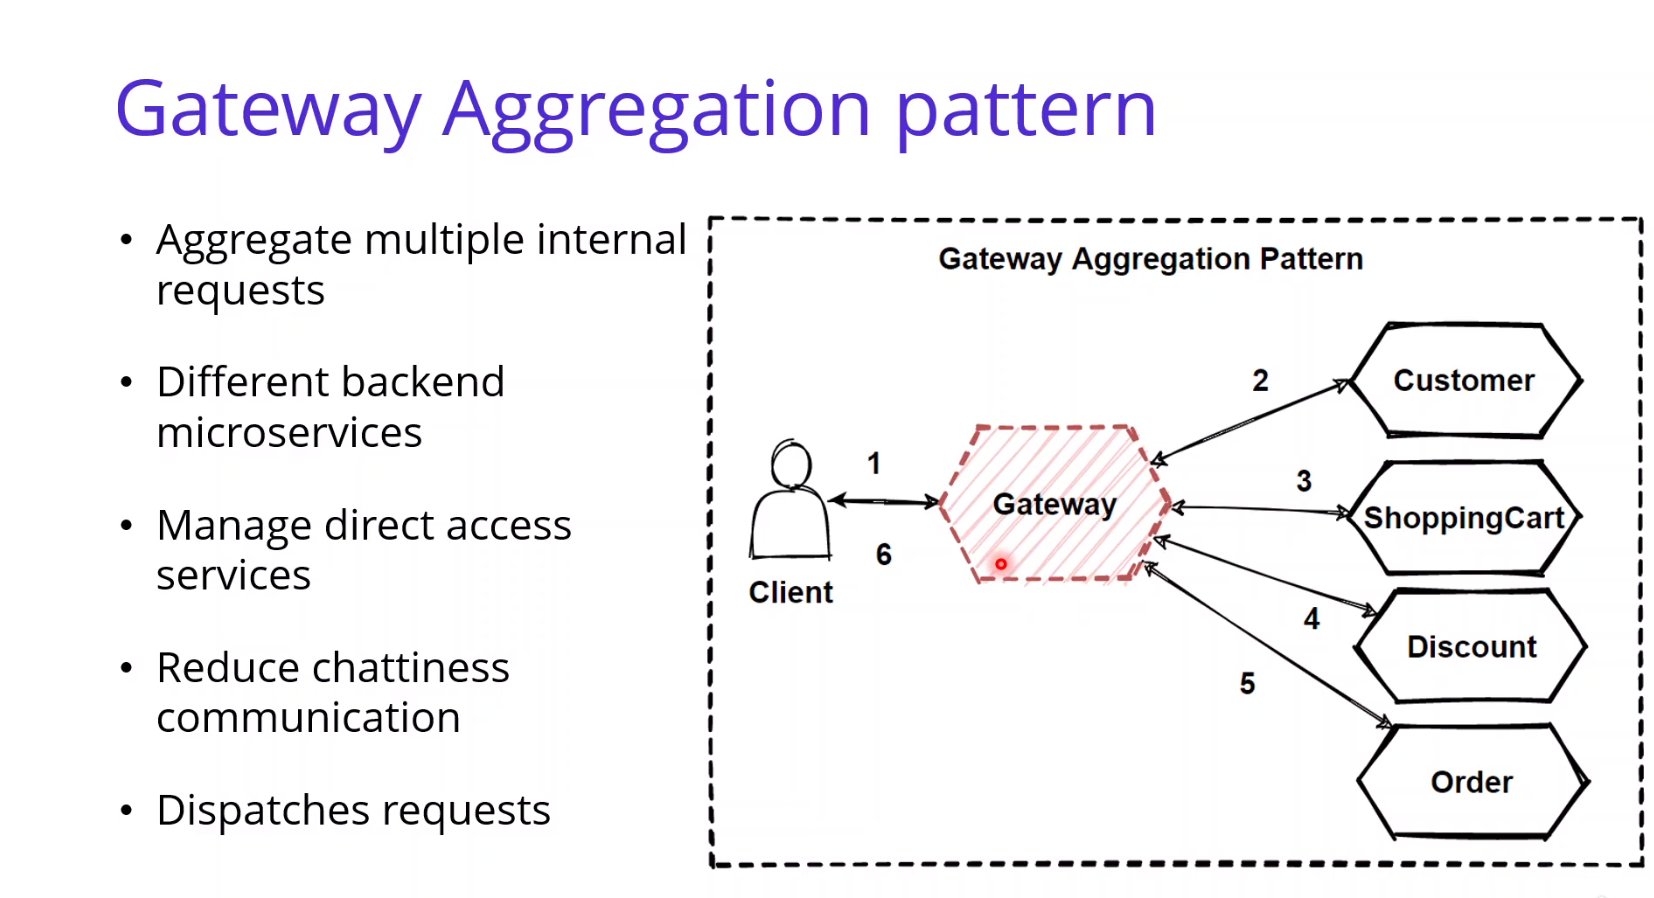 Gateway Aggregation pattern
• Aggregate multiple internal
requests
• Different backend
microservices
• Manage direct access
services
• Reduce chattiness
communication
• Dispatches requests
Gateway Aggregation Pattern
Customer
2
1
3
Gateway
ShoppingCart
6
Client
4
Discount
5
Order